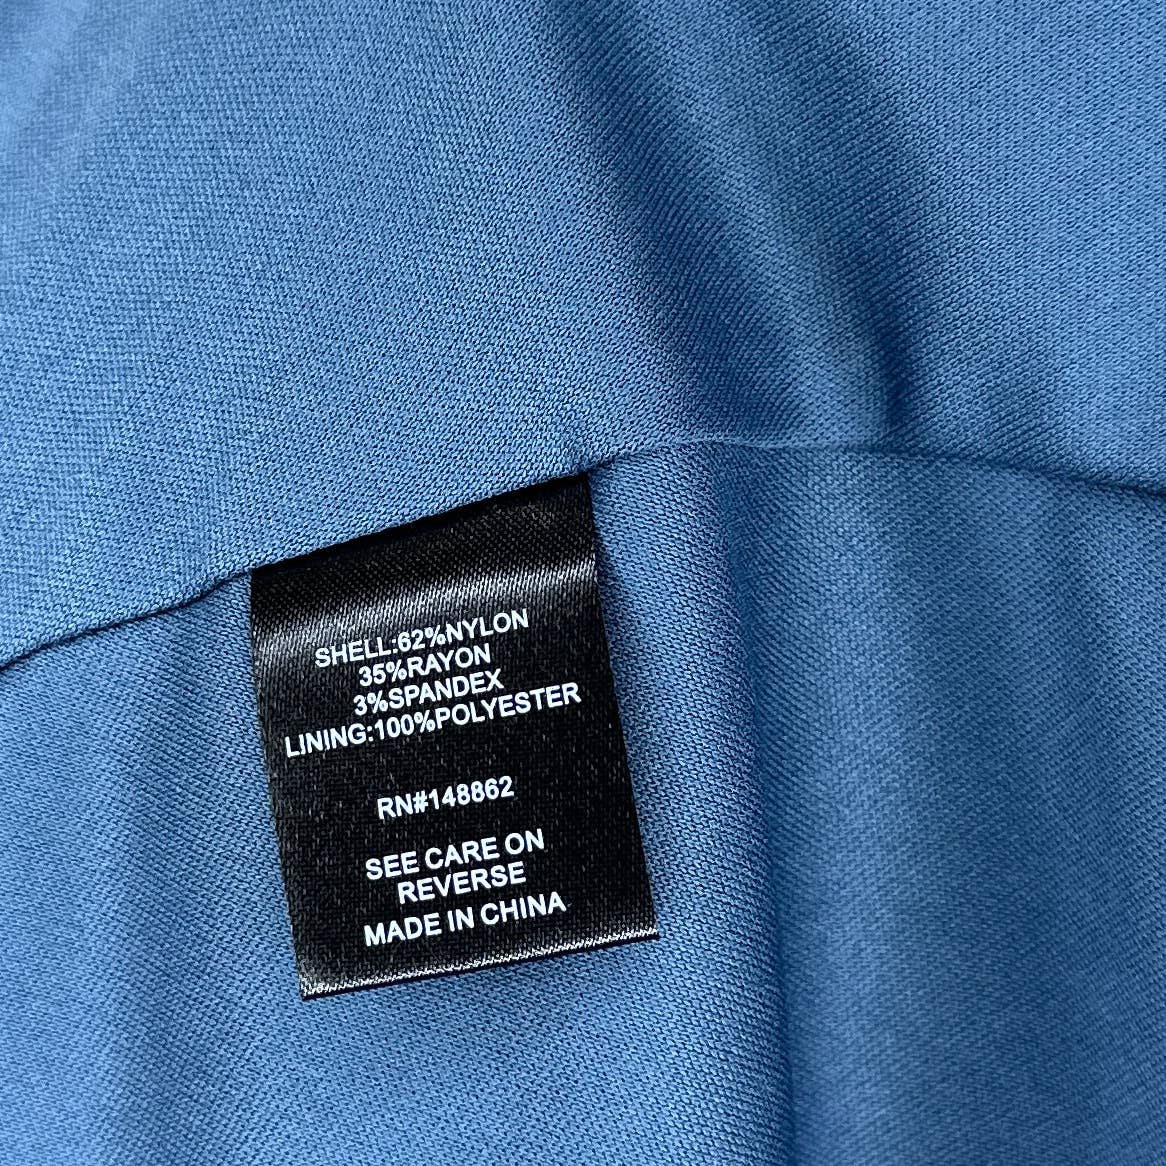 SHELL:62%NYLON
35%RAYON
3%SPANDEX
LINING:100%POLYESTER
RN#148862
SEE CARE ON
REVERSE
MADE IN CHINA